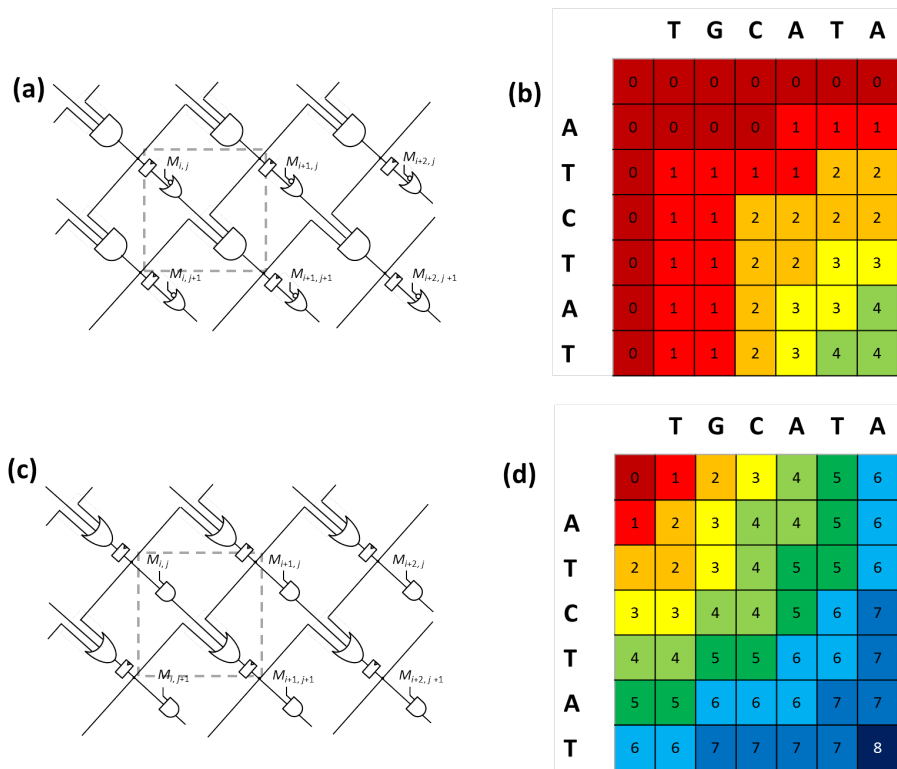 (a)
M_{i, j}
M_{i+1, j}
M_{i+2, j}
M_{i, j+1}
M_{i+1, j+1}
M_{i+2, j+1}
(b)
T G C A T A
0 0 0 0 0 0 0
A 0 0 0 0 1 1 1
T 0 1 1 1 1 2 2
C 0 1 1 2 2 2 2
T 0 1 1 2 2 3 3
A 0 1 1 2 3 3 4
T 0 1 1 2 3 4 4
(c)
M_{i, j}
M_{i+1, j}
M_{i+2, j}
M_{i, j+1}
M_{i+1, j+1}
M_{i+2, j+1}
(d)
T G C A T A
0 1 2 3 4 5 6
A 1 2 3 4 4 5 6
T 2 2 3 4 5 5 6
C 3 3 4 4 5 6 7
T 4 4 5 5 6 6 7
A 5 5 6 6 6 7 7
T 6 6 7 7 7 7 8